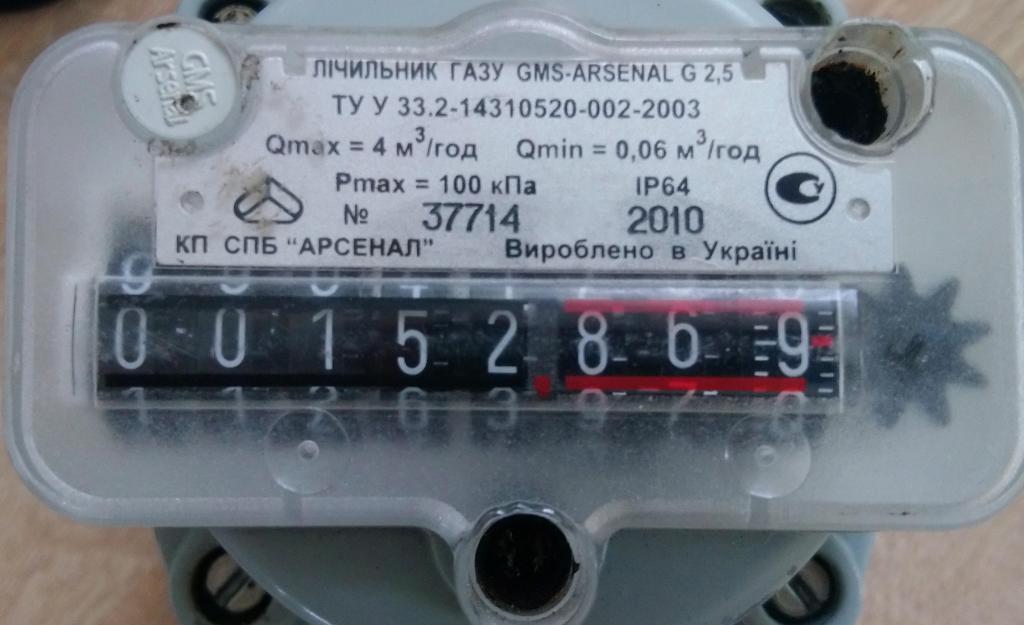 GMS
Arsenal
ЛІЧИЛЬНИК ГАЗУ GMS-ARSENAL G 2,5
ТУ У 33.2-14310520-002-2003
Qmax = 4 м³/год Qmin = 0,06 м³/год
Pmax = 100 кПа IP64
№ 37714 2010
КП СПБ "АРСЕНАЛ" Вироблено в Україні
0 0 1 5 2 8 6 9